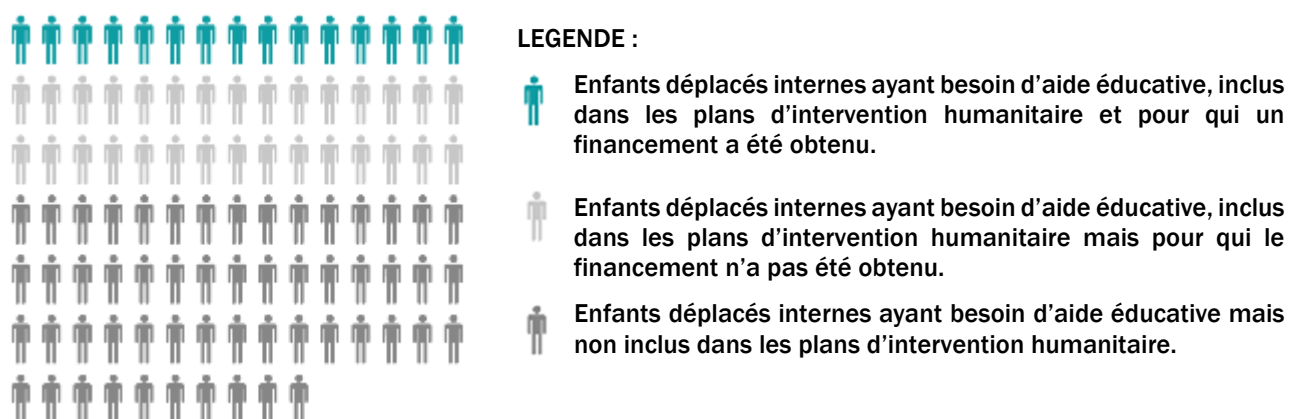 LEGENDE :
Enfants déplacés internes ayant besoin d'aide éducative, inclus
dans les plans d'intervention humanitaire et pour qui un
financement a été obtenu.
Enfants déplacés internes ayant besoin d'aide éducative, inclus
dans les plans d'intervention humanitaire mais pour qui le
financement n'a pas été obtenu.
Enfants déplacés internes ayant besoin d'aide éducative mais
non inclus dans les plans d'intervention humanitaire.